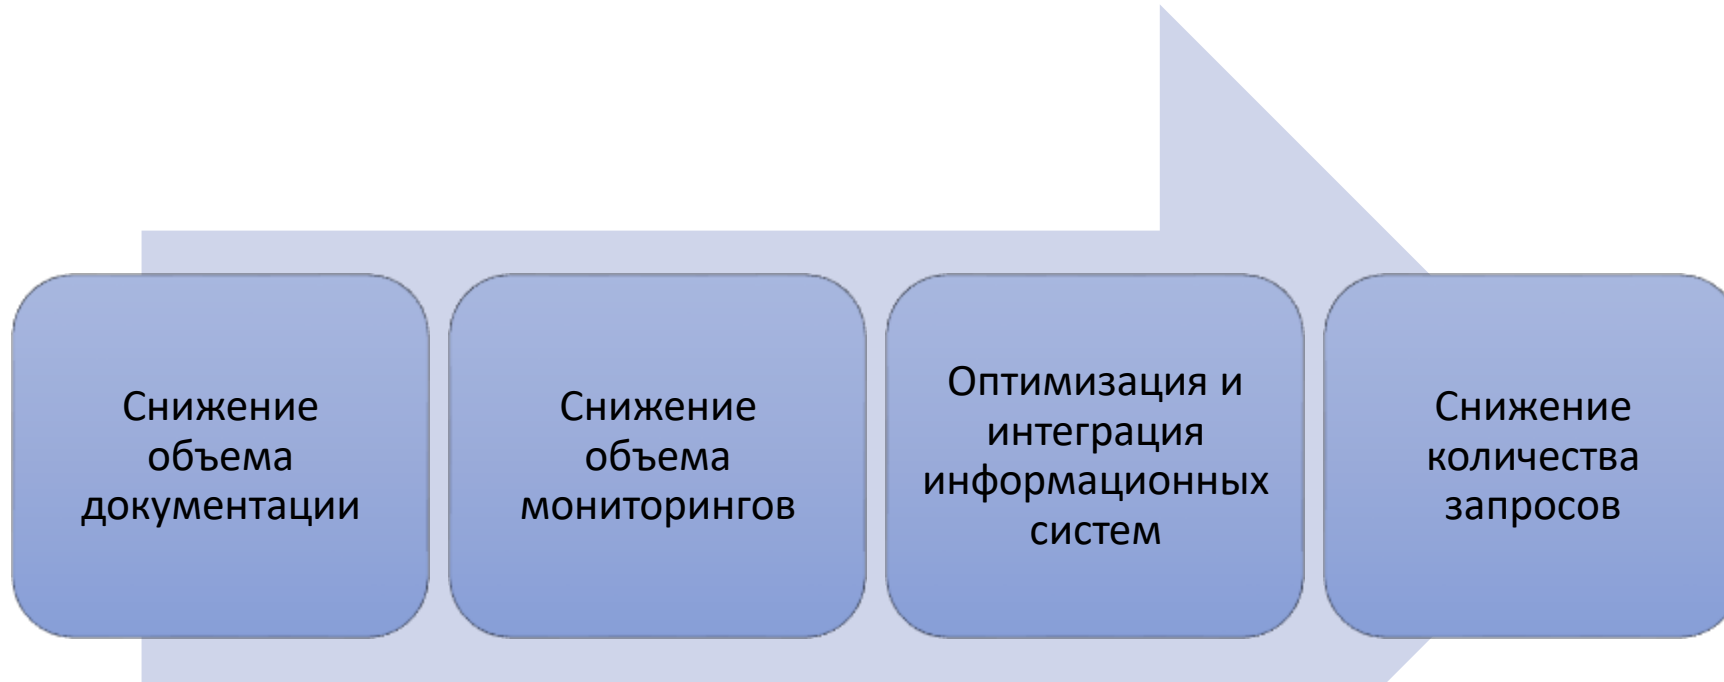 Снижение
объема
документации
Снижение
объема
мониторингов
Оптимизация и
интеграция
информационных
систем
Снижение
количества
запросов